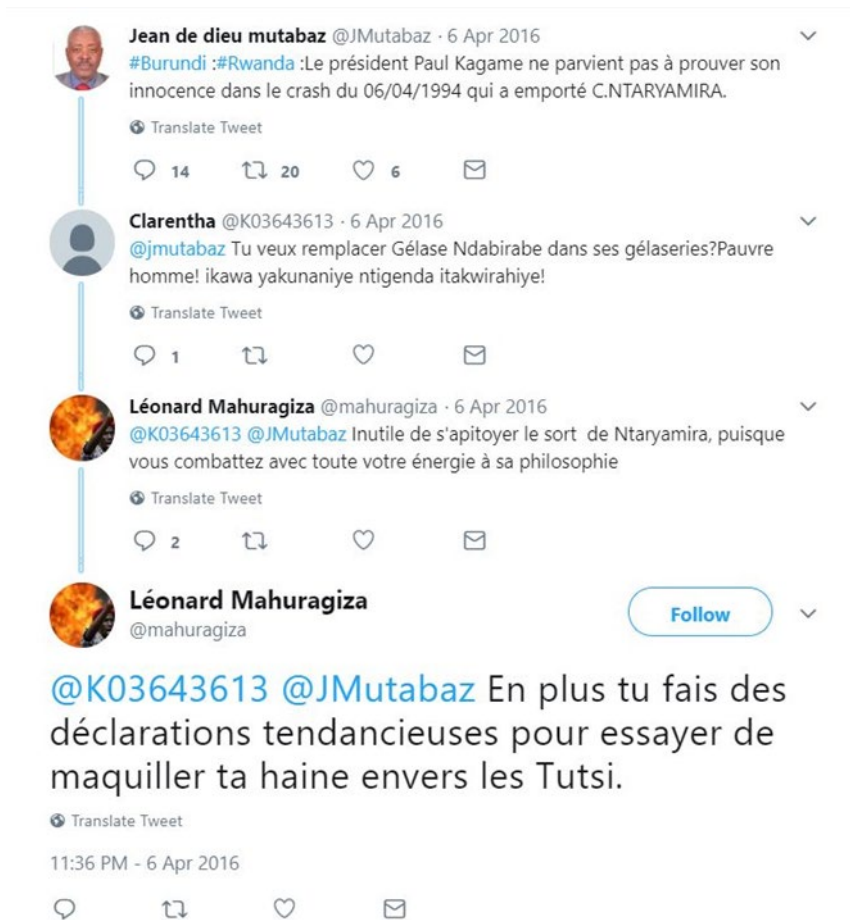 Jean de dieu mutabaz @JMutabaz · 6 Apr 2016
#Burundi :#Rwanda :Le président Paul Kagame ne parvient pas à prouver son
innocence dans le crash du 06/04/1994 qui a emporté C.NTARYAMIRA.
Translate Tweet
14 20 6
Clarentha @K03643613 · 6 Apr 2016
@jmutabaz Tu veux remplacer Gélase Ndabirabe dans ses gélaseries?Pauvre
homme! ikawa yakunaniye ntigenda itakwirahiye!
Translate Tweet
1
Léonard Mahuragiza @mahuragiza · 6 Apr 2016
@K03643613 @JMutabaz Inutile de s'apitoyer le sort de Ntaryamira, puisque
vous combattez avec toute votre énergie à sa philosophie
Translate Tweet
2
Léonard Mahuragiza
@mahuragiza
Follow
@K03643613 @JMutabaz En plus tu fais des
déclarations tendancieuses pour essayer de
maquiller ta haine envers les Tutsi.
Translate Tweet
11:36 PM - 6 Apr 2016